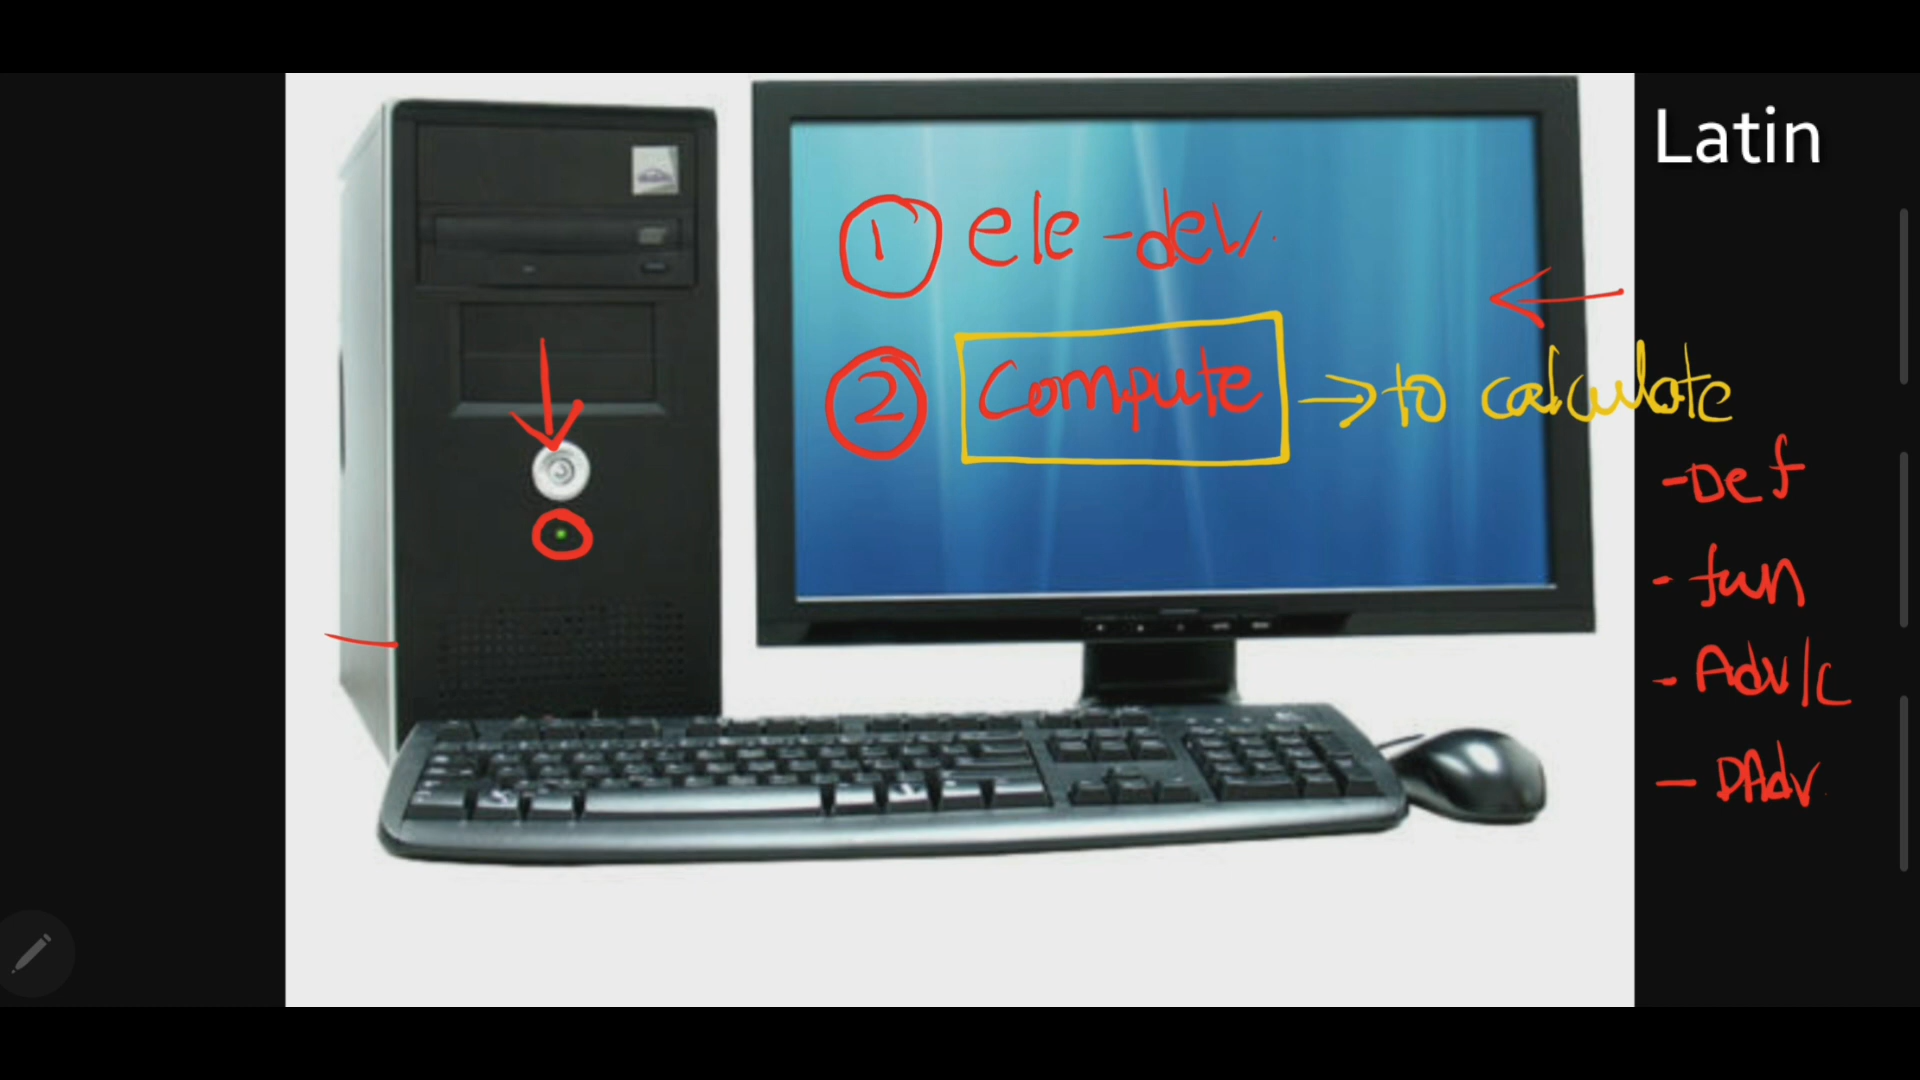 Latin
1 ele-dev.
2 Compute → to calculate
- Def
- fun
- Adv/c
- DAdv